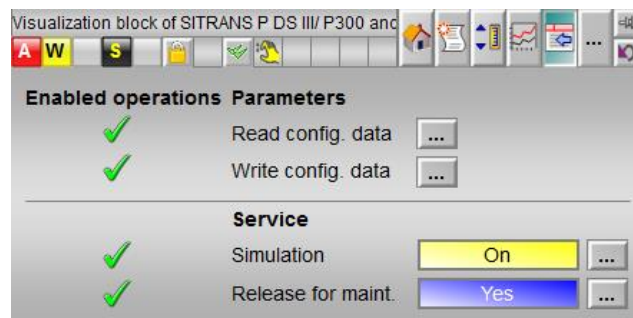 Visualization block of SITRANS P DS III/ P300 and
A W S ...
Enabled operations Parameters
Read config. data ...
Write config. data ...
Service
Simulation On ...
Release for maint. Yes ...